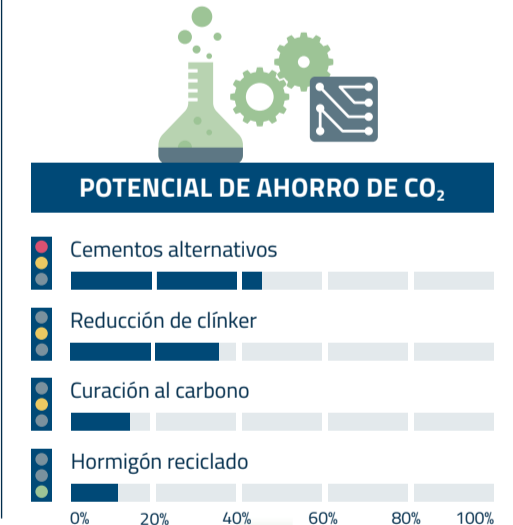 POTENCIAL DE AHORRO DE CO₂
Cementos alternativos
Reducción de clínker
Curación al carbono
Hormigón reciclado
0% 20% 40% 60% 80% 100%